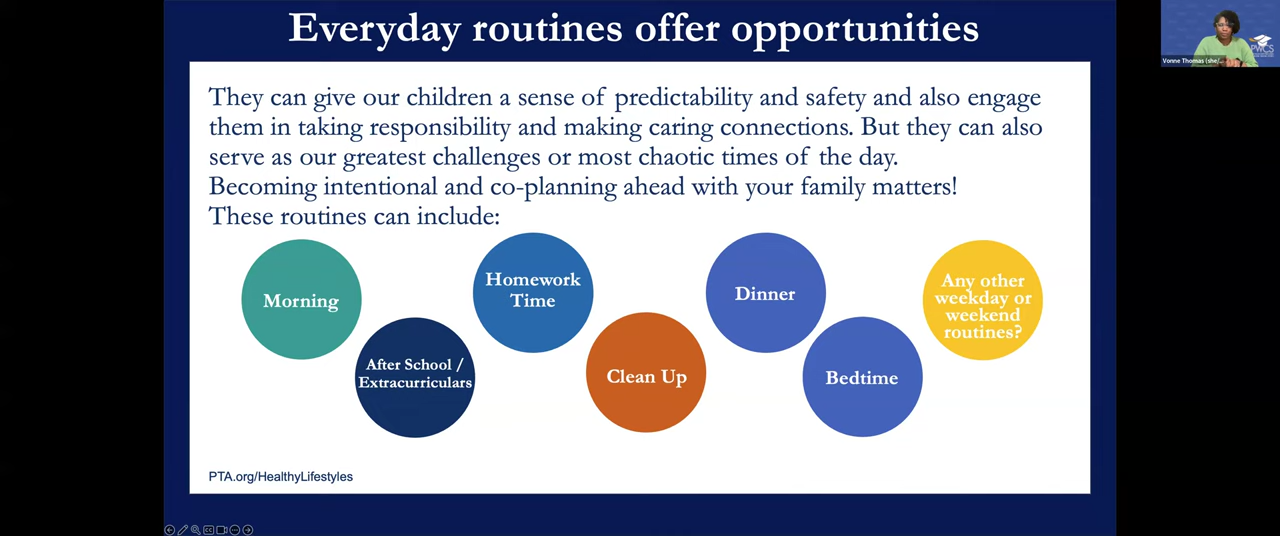 Everyday routines offer opportunities
They can give our children a sense of predictability and safety and also engage
them in taking responsibility and making caring connections. But they can also
serve as our greatest challenges or most chaotic times of the day.
Becoming intentional and co-planning ahead with your family matters!
These routines can include:
Morning
After School /
Extracurriculars
Homework
Time
Clean Up
Dinner
Bedtime
Any other
weekday or
weekend
routines?
PTA.org/HealthyLifestyles
Vonne Thomas (she/...
PWCS